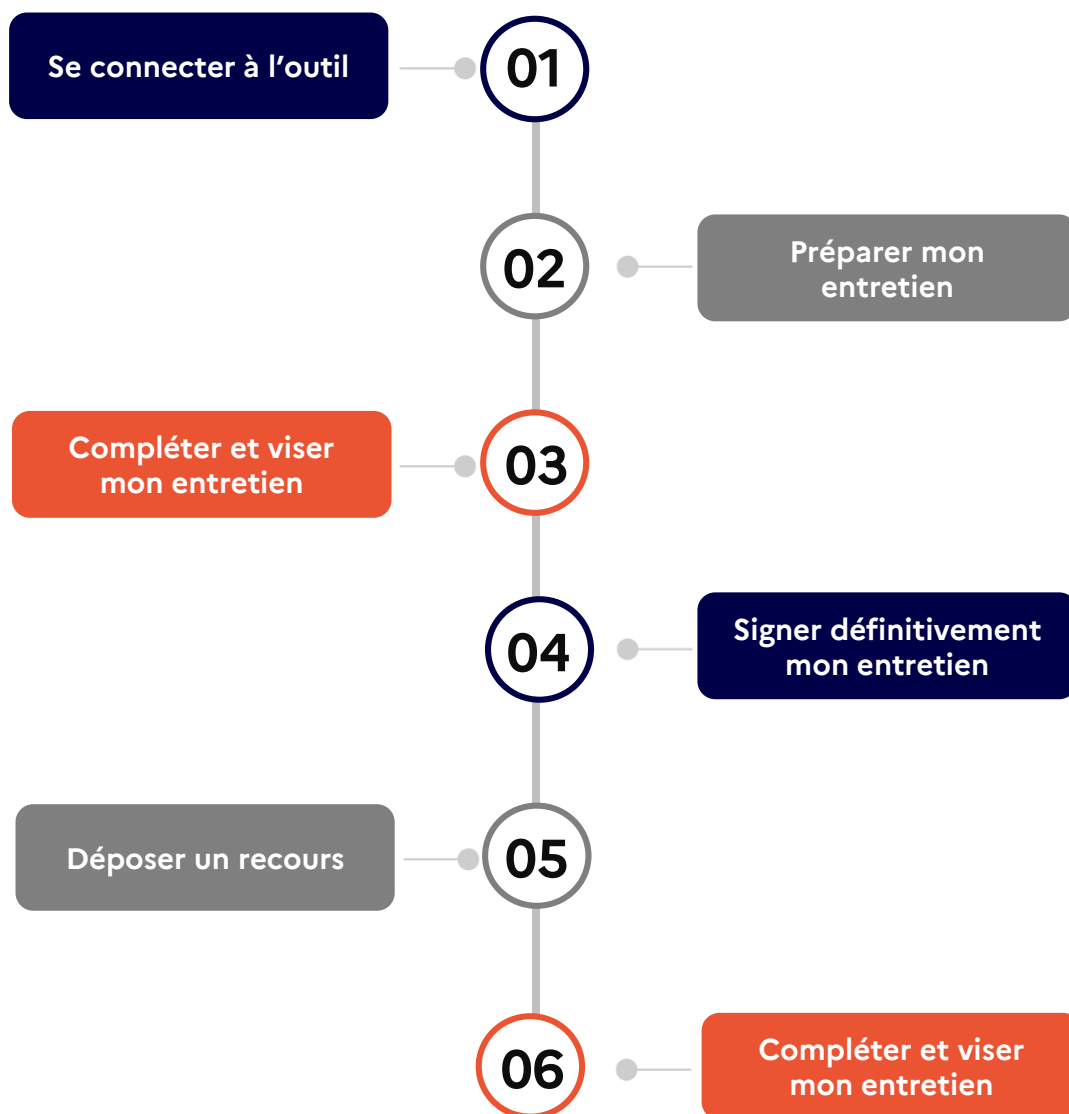 Se connecter à l’outil
01
02
Préparer mon
entretien
Compléter et viser
mon entretien
03
04
Signer définitivement
mon entretien
Déposer un recours
05
06
Compléter et viser
mon entretien